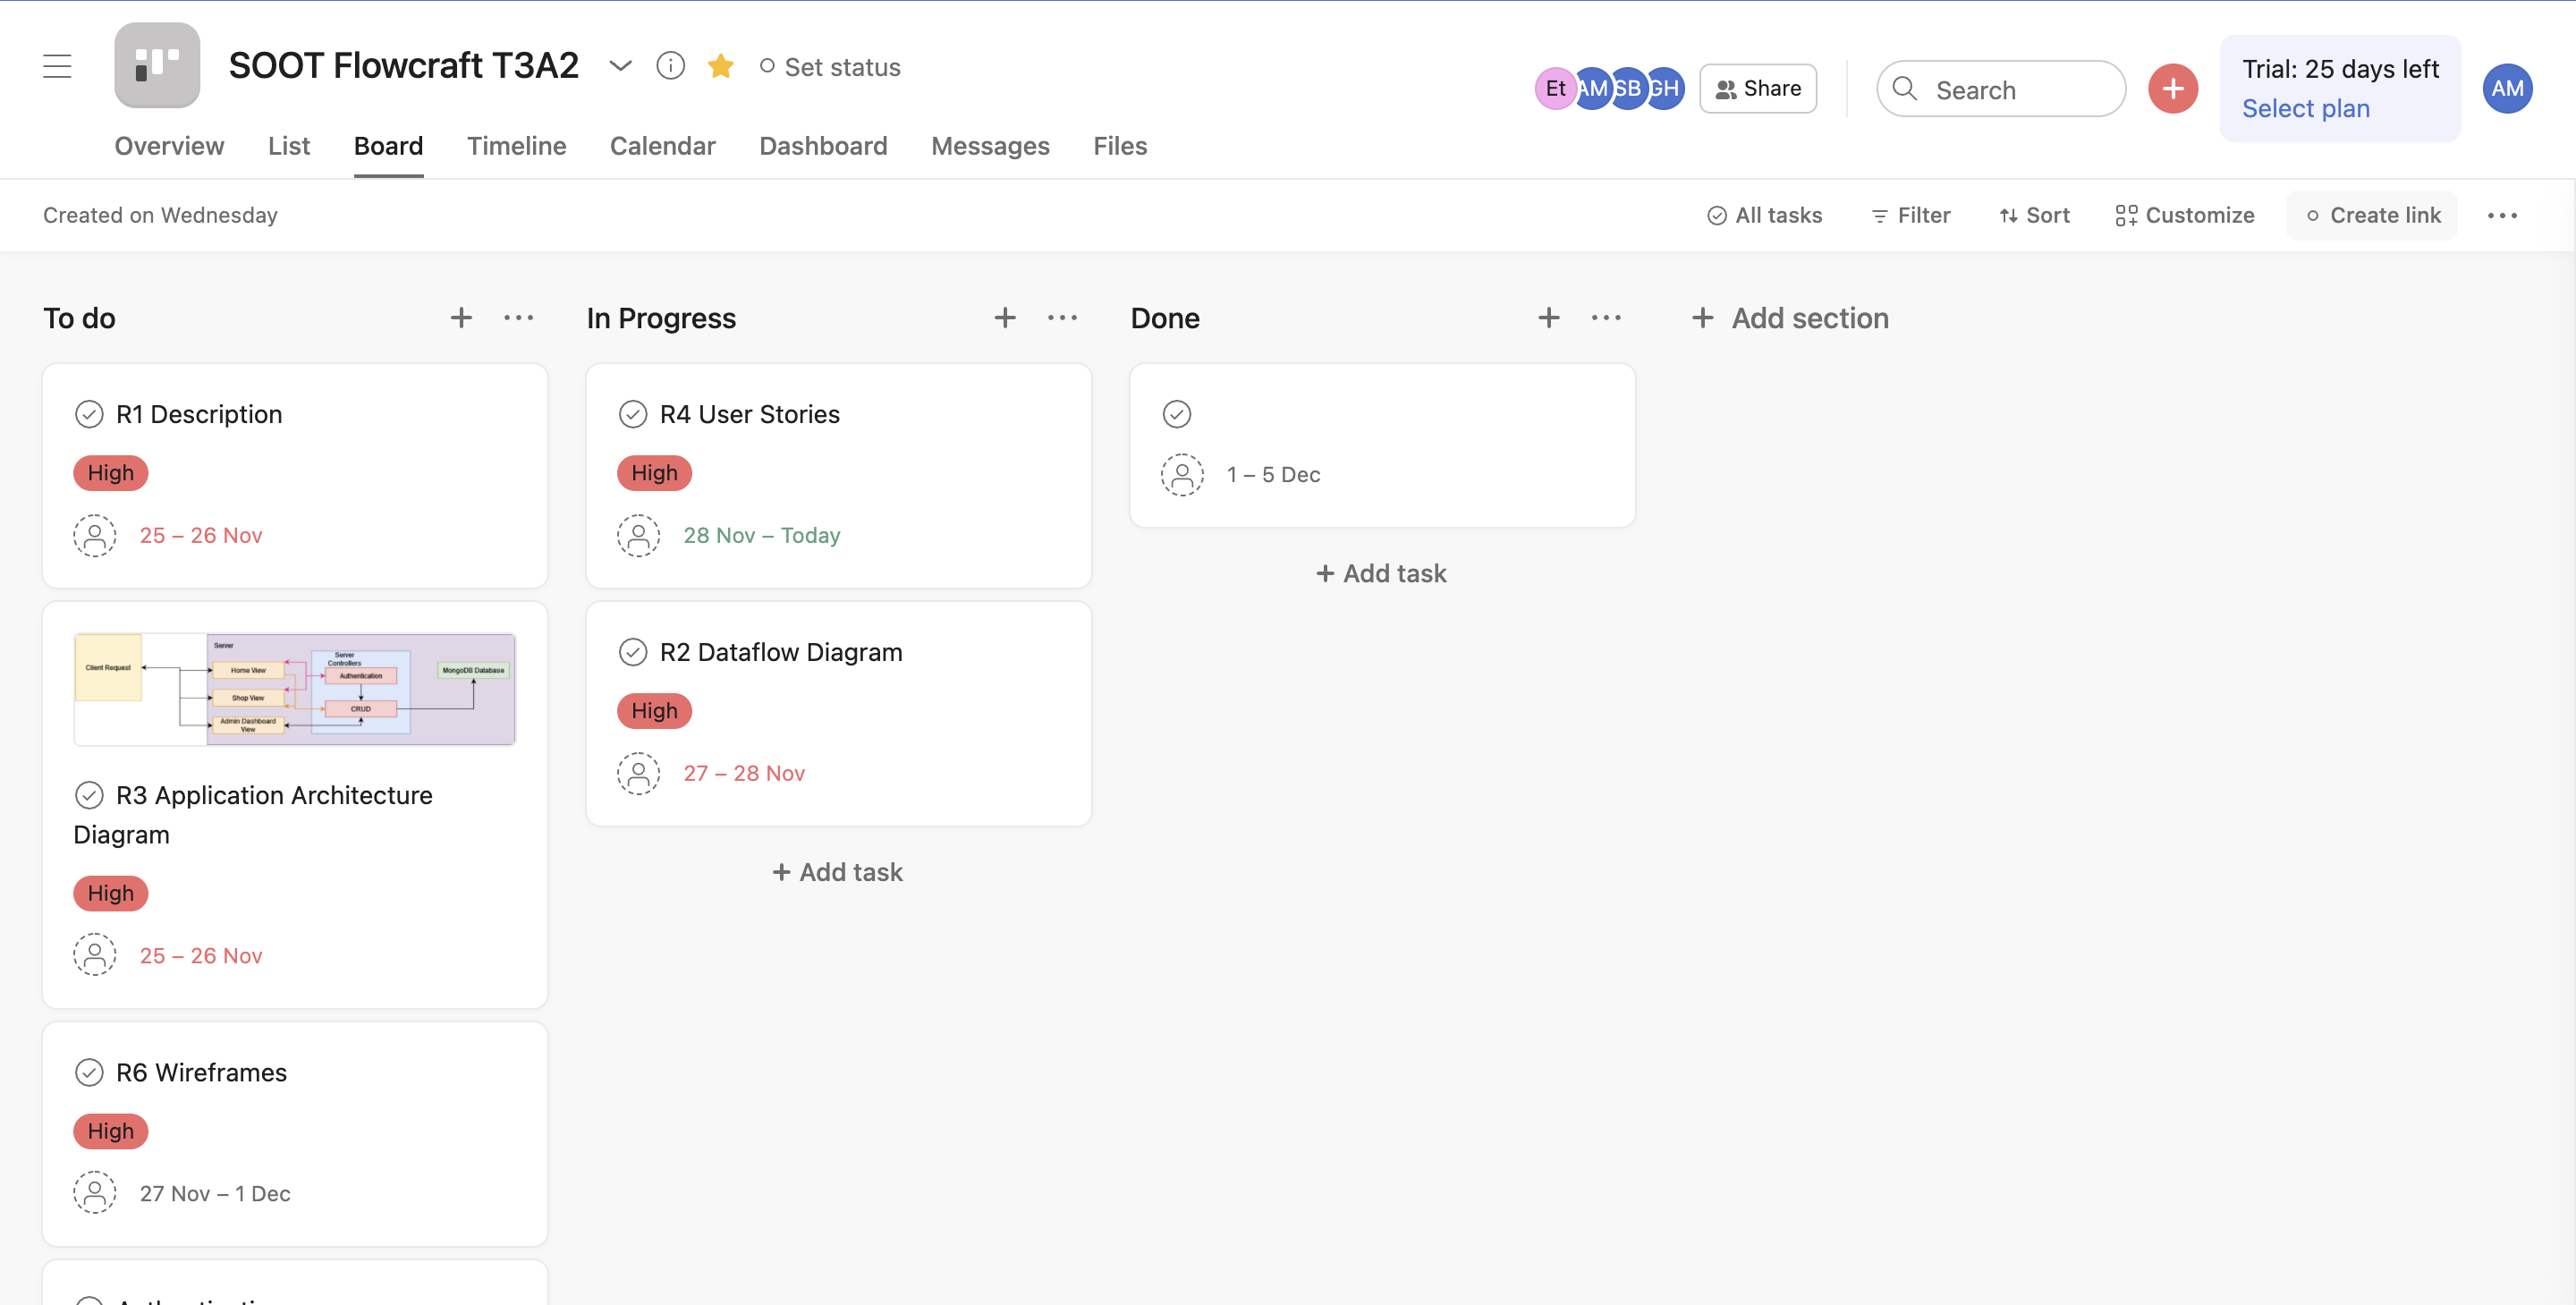 SOOT Flowcraft T3A2
Set status
Et AM SB GH
Share
Search
Trial: 25 days left
Select plan
AM
Overview List Board Timeline Calendar Dashboard Messages Files
Created on Wednesday
All tasks Filter Sort Customize Create link
To do
R1 Description
High
25 – 26 Nov
Client Request
Server
Home View
Shop View
Admin Dashboard
View
Server
Controllers
Authentication
CRUD
MongoDB Database
R3 Application Architecture
Diagram
High
25 – 26 Nov
R6 Wireframes
High
27 Nov – 1 Dec
In Progress
R4 User Stories
High
28 Nov – Today
R2 Dataflow Diagram
High
27 – 28 Nov
+ Add task
Done
1 – 5 Dec
+ Add task
+ Add section